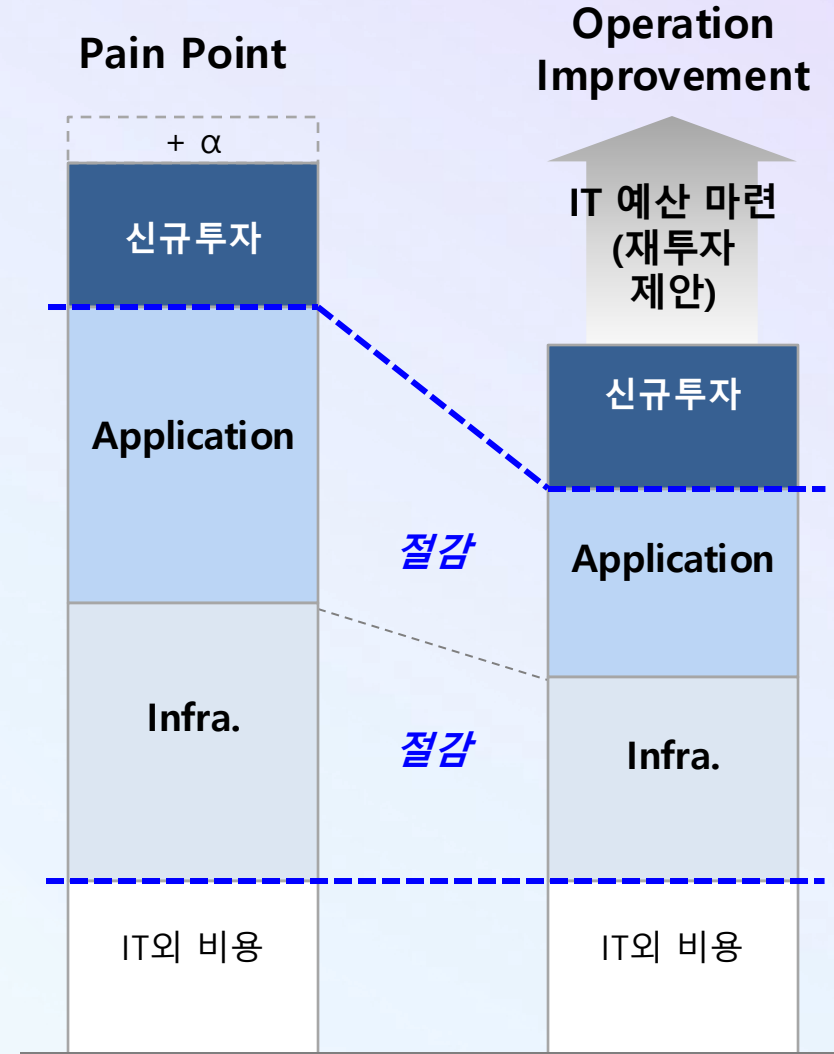 Pain Point
Operation
Improvement
+ α
신규투자
Application
Infra.
IT외 비용
절감
절감
IT 예산 마련
(재투자
제안)
신규투자
Application
Infra.
IT외 비용